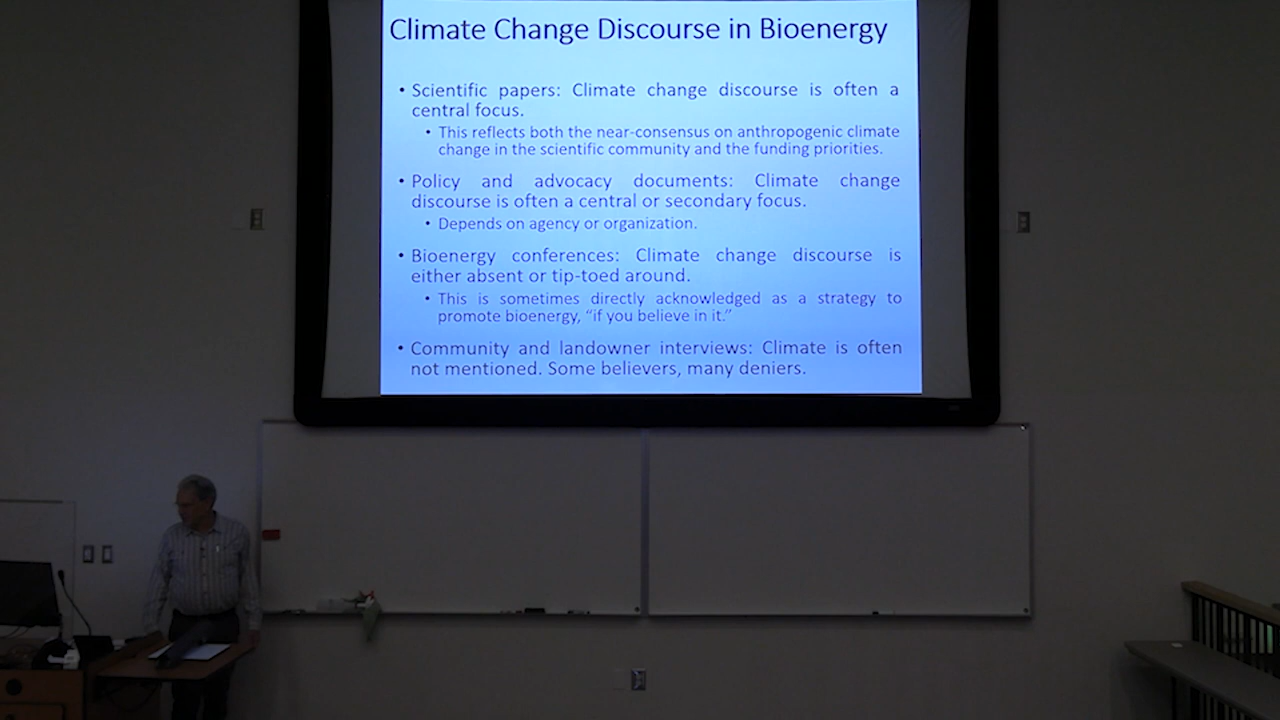 Climate Change Discourse in Bioenergy
• Scientific papers: Climate change discourse is often a
central focus.
• This reflects both the near-consensus on anthropogenic climate
change in the scientific community and the funding priorities.
• Policy and advocacy documents: Climate change
discourse is often a central or secondary focus.
• Depends on agency or organization.
• Bioenergy conferences: Climate change discourse is
either absent or tip-toed around.
• This is sometimes directly acknowledged as a strategy to
promote bioenergy, “if you believe in it.”
• Community and landowner interviews: Climate is often
not mentioned. Some believers, many deniers.